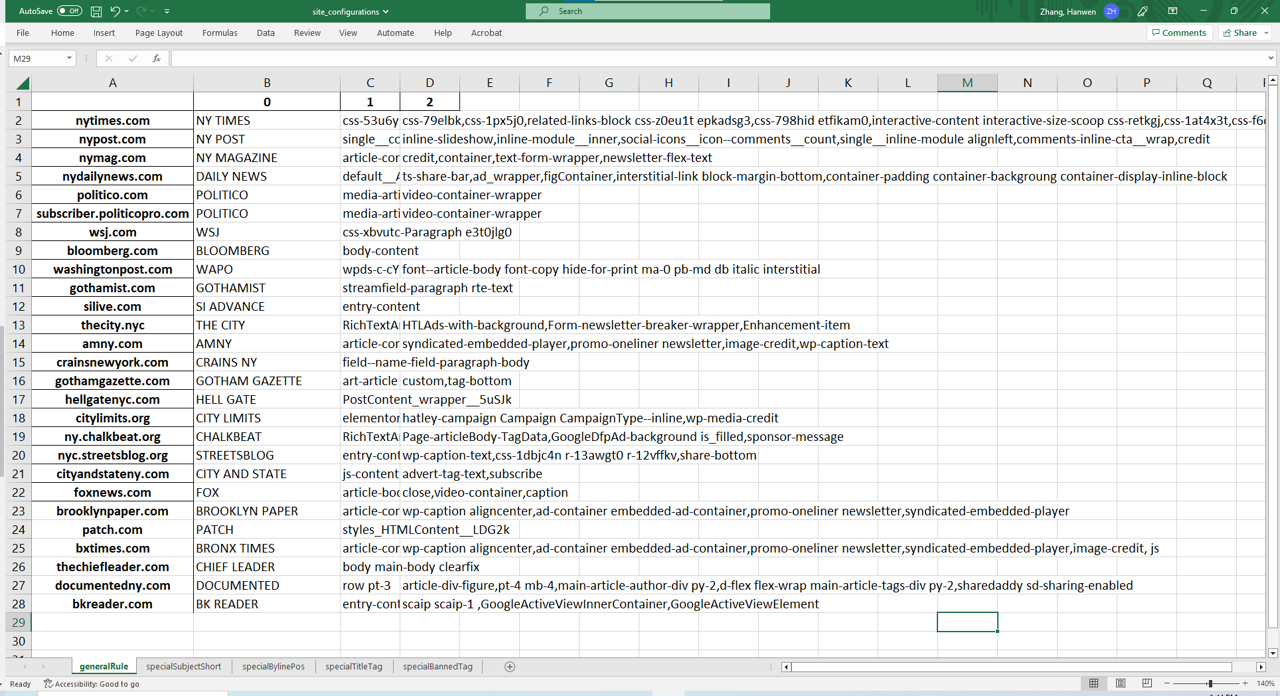 AutoSave Off site_configurations Search Zhang, Hanwen ZH
File Home Insert Page Layout Formulas Data Review View Automate Help Acrobat Comments Share
M29 fx
A B C D E F G H I J K L M N O P Q
1 0 1 2
2 nytimes.com NY TIMES css-53u6y css-79elbk,css-1px5j0,related-links-block css-z0eu1t epkadsg3,css-798hid etfikam0,interactive-content interactive-size-scoop css-retkgj,css-1at4x3t,css-f6
3 nypost.com NY POST single__cc inline-slideshow,inline-module__inner,social-icons__icon--comments__count,single__inline-module alignleft,comments-inline-cta__wrap,credit
4 nymag.com NY MAGAZINE article-cor credit,container,text-form-wrapper,newsletter-flex-text
5 nydailynews.com DAILY NEWS default__A ts-share-bar,ad_wrapper,figContainer,interstitial-link block-margin-bottom,container-padding container-backgroung container-display-inline-block
6 politico.com POLITICO media-arti video-container-wrapper
7 subscriber.politicopro.com POLITICO media-arti video-container-wrapper
8 wsj.com WSJ css-xbvutc-Paragraph e3t0jlg0
9 bloomberg.com BLOOMBERG body-content
10 washingtonpost.com WAPO wpds-c-cY font--article-body font-copy hide-for-print ma-0 pb-md db italic interstitial
11 gothamist.com GOTHAMIST streamfield-paragraph rte-text
12 silive.com SI ADVANCE entry-content
13 thecity.nyc THE CITY RichTextA HTLAds-with-background,Form-newsletter-breaker-wrapper,Enhancement-item
14 amny.com AMNY article-cor syndicated-embedded-player,promo-oneliner newsletter,image-credit,wp-caption-text
15 crainsnewyork.com CRAINS NY field--name-field-paragraph-body
16 gothamgazette.com GOTHAM GAZETTE art-article custom,tag-bottom
17 hellgatenyc.com HELL GATE PostContent_wrapper__5uSJk
18 citylimits.org CITY LIMITS elementor hatley-campaign Campaign CampaignType--inline,wp-media-credit
19 ny.chalkbeat.org CHALKBEAT RichTextA Page-articleBody-TagData,GoogleDfpAd-background is_filled,sponsor-message
20 nyc.streetsblog.org STREETSBLOG entry-cont wp-caption-text,css-1dbjc4n r-13awgt0 r-12vffkv,share-bottom
21 cityandstateny.com CITY AND STATE js-content advert-tag-text,subscribe
22 foxnews.com FOX article-boc close,video-container,caption
23 brooklynpaper.com BROOKLYN PAPER article-cor wp-caption aligncenter,ad-container embedded-ad-container,promo-oneliner newsletter,syndicated-embedded-player
24 patch.com PATCH styles_HTMLContent__LDG2k
25 bxtimes.com BRONX TIMES article-cor wp-caption aligncenter,ad-container embedded-ad-container,promo-oneliner newsletter,syndicated-embedded-player,image-credit, js
26 thechiefleader.com CHIEF LEADER body main-body clearfix
27 documentedny.com DOCUMENTED row pt-3 article-div-figure,pt-4 mb-4,main-article-author-div py-2,d-flex flex-wrap main-article-tags-div py-2,sharedaddy sd-sharing-enabled
28 bkreader.com BK READER entry-cont scaip scaip-1 ,GoogleActiveViewInnerContainer,GoogleActiveViewElement
29
30
generalRule specialSubjectShort specialBylinePos specialTitleTag specialBannedTag
Ready Accessibility: Good to go 140%